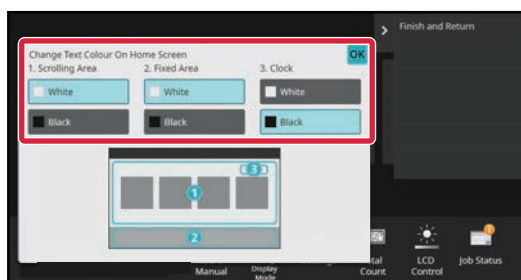 Finish and Return
Change Text Colour On Home Screen
OK
1. Scrolling Area
2. Fixed Area
3. Clock
White
White
White
Black
Black
Black
3
1
2
Manual
Display
Mode
Count
LCD
Control
Job Status